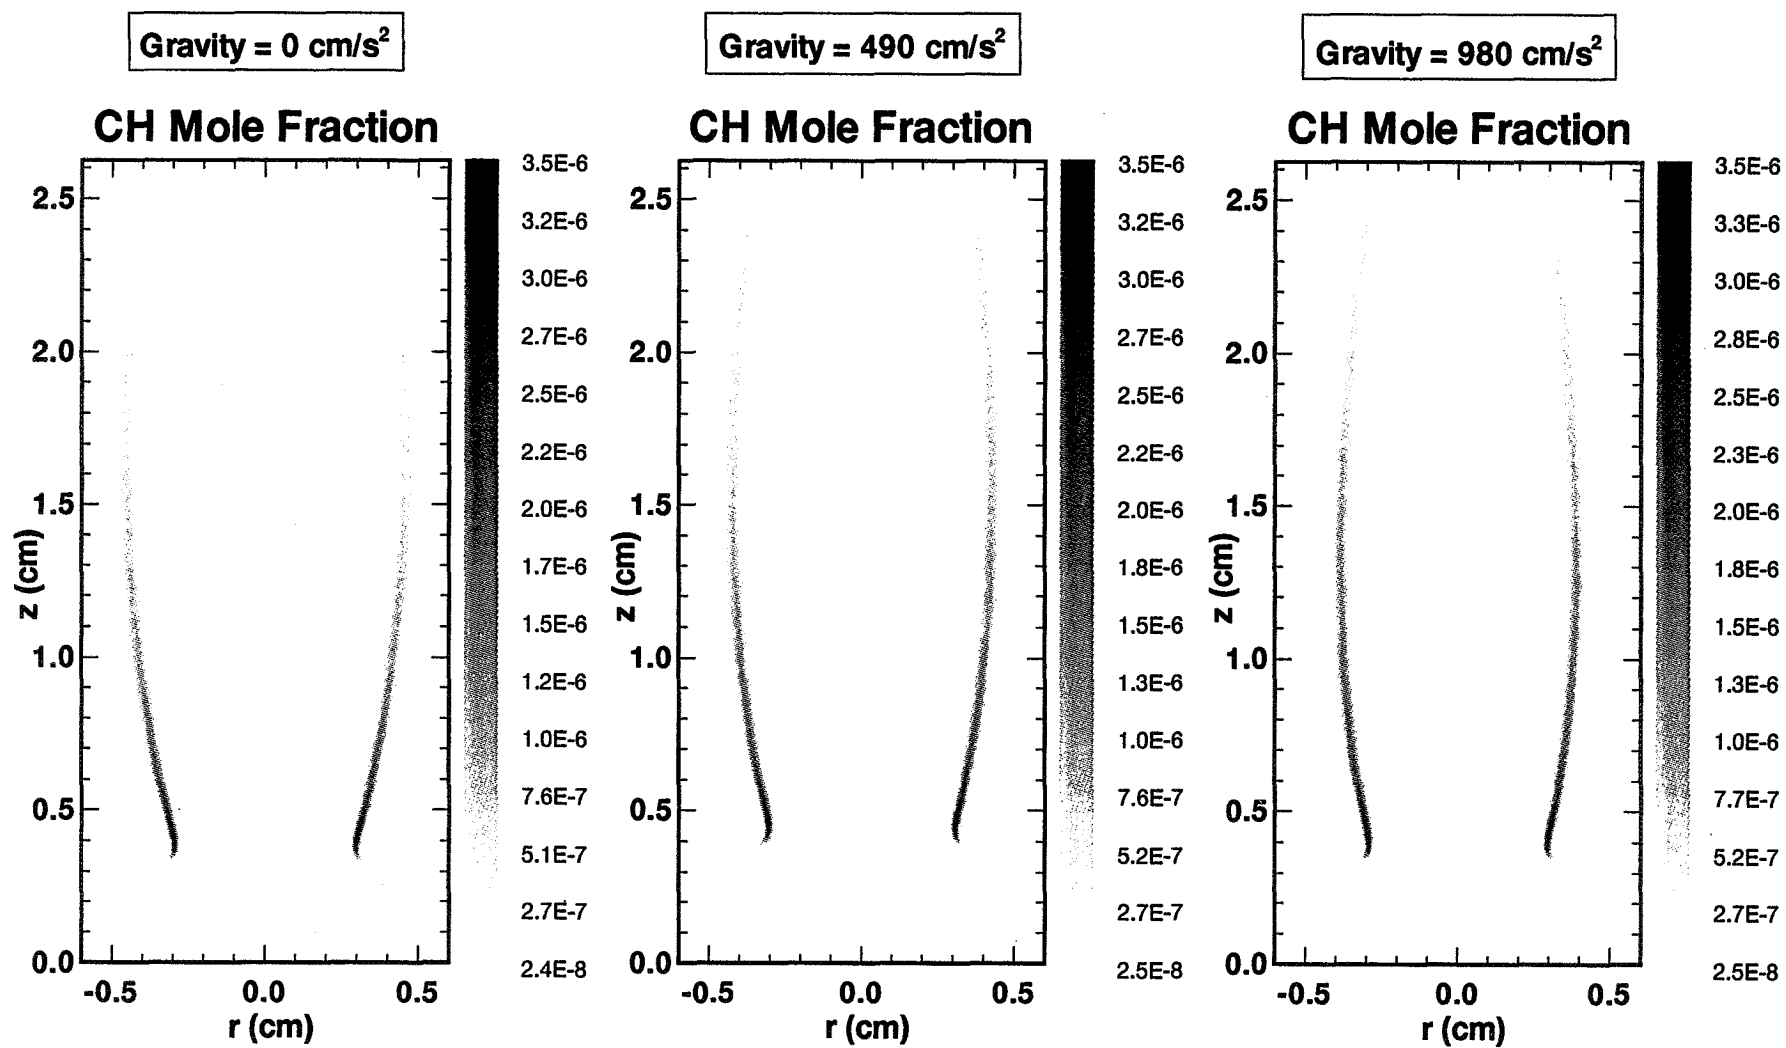 Gravity = 0 cm/s²
CH Mole Fraction
2.5
2.0
1.5
1.0
0.5
0.0
z (cm)
-0.5 0.0 0.5
r (cm)
3.5E-6
3.2E-6
3.0E-6
2.7E-6
2.5E-6
2.2E-6
2.0E-6
1.7E-6
1.5E-6
1.2E-6
1.0E-6
7.6E-7
5.1E-7
2.7E-7
2.4E-8
Gravity = 490 cm/s²
CH Mole Fraction
2.5
2.0
1.5
1.0
0.5
0.0
z (cm)
-0.5 0.0 0.5
r (cm)
3.5E-6
3.2E-6
3.0E-6
2.7E-6
2.5E-6
2.2E-6
2.0E-6
1.8E-6
1.5E-6
1.3E-6
1.0E-6
7.6E-7
5.2E-7
2.7E-7
2.5E-8
Gravity = 980 cm/s²
CH Mole Fraction
2.5
2.0
1.5
1.0
0.5
0.0
z (cm)
-0.5 0.0 0.5
r (cm)
3.5E-6
3.3E-6
3.0E-6
2.8E-6
2.5E-6
2.3E-6
2.0E-6
1.8E-6
1.5E-6
1.3E-6
1.0E-6
7.7E-7
5.2E-7
2.7E-7
2.5E-8